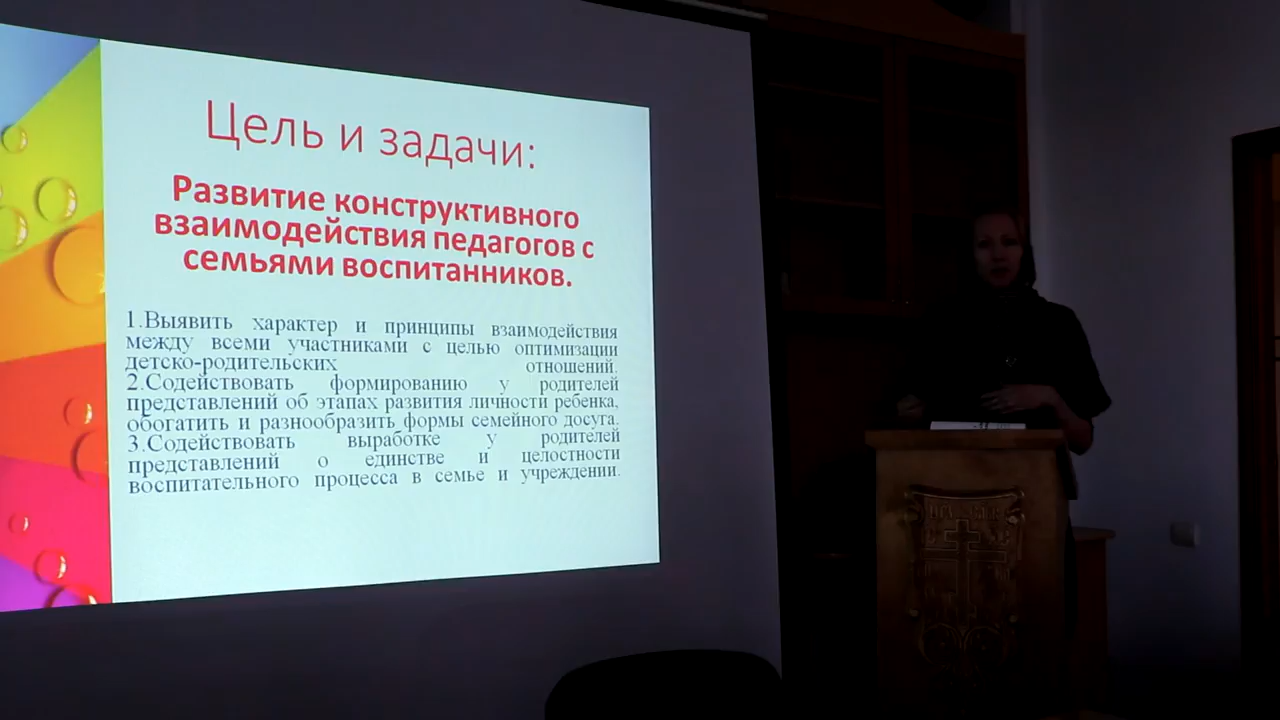 Цель и задачи:
Развитие конструктивного
взаимодействия педагогов с
семьями воспитанников.
1.Выявить характер и принципы взаимодействия
между всеми участниками с целью оптимизации
детско-родительских отношений.
2.Содействовать формированию у родителей
представлений об этапах развития личности ребенка,
обогатить и разнообразить формы семейного досуга.
3.Содействовать выработке у родителей
представлений о единстве и целостности
воспитательного процесса в семье и учреждении.